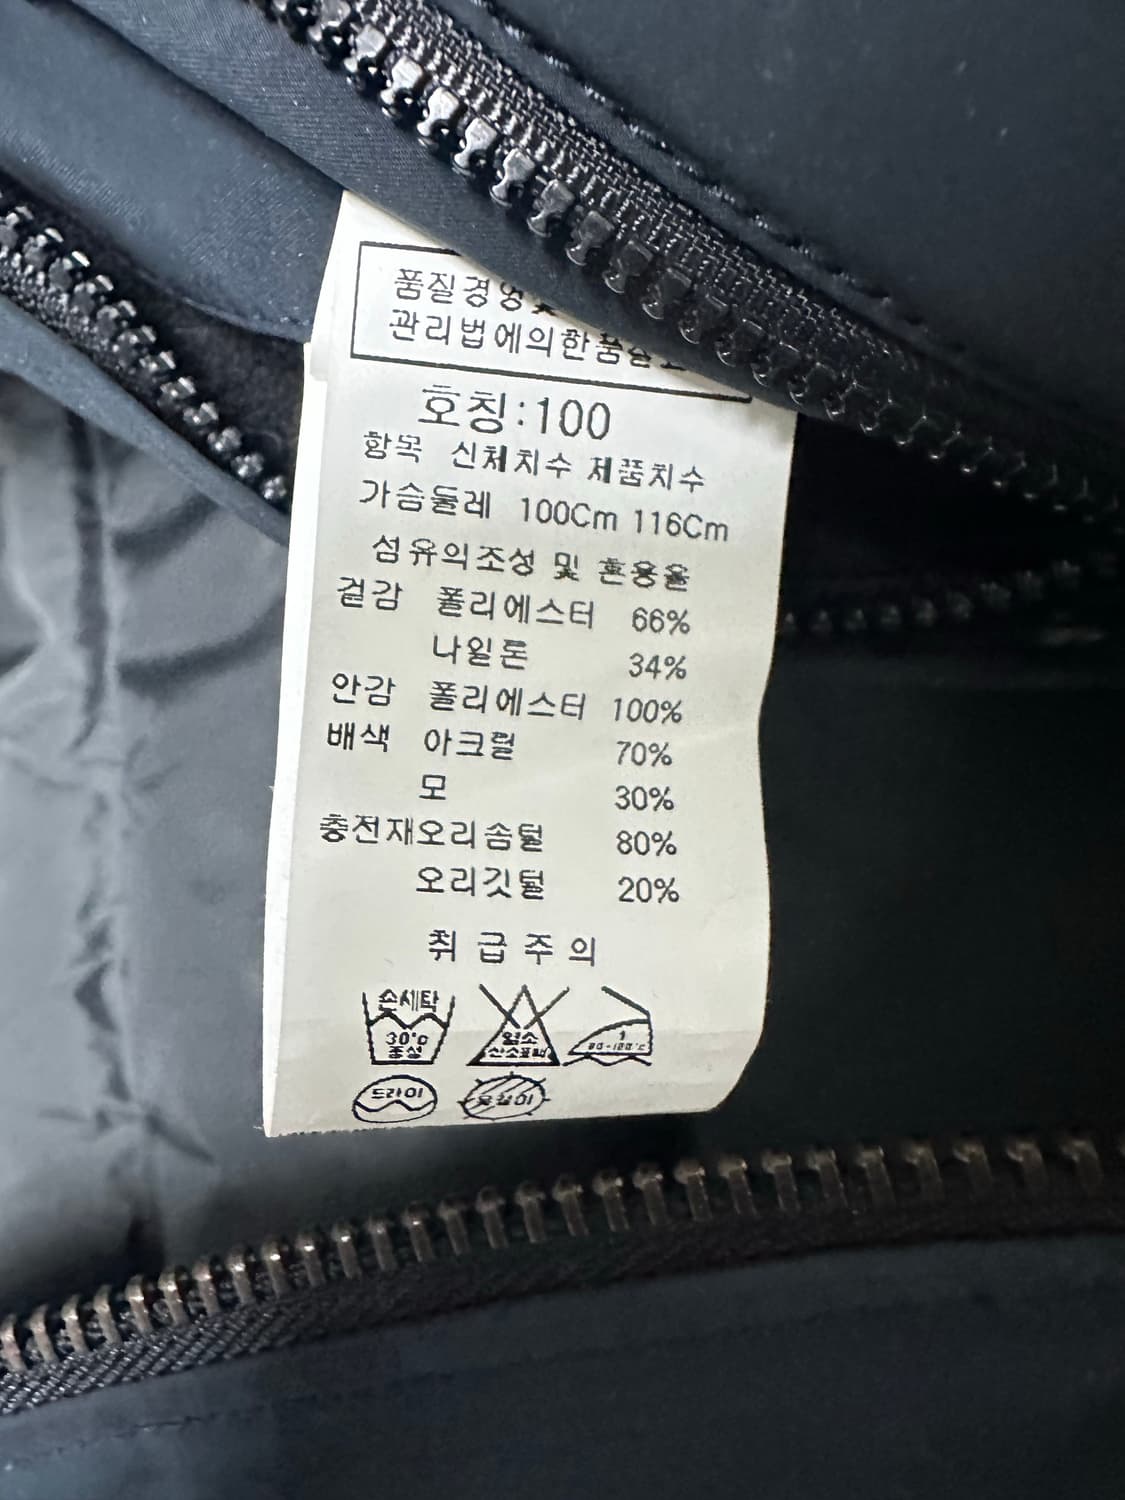 품질경영및
관리법에의한품질표
호칭:100
항목 신체치수 제품치수
가슴둘레 100Cm 116Cm
섬유의조성 및 혼용율
겉감 폴리에스터 66%
나일론 34%
안감 폴리에스터 100%
배색 아크릴 70%
모 30%
충전재오리솜털 80%
오리깃털 20%
취급주의
손세탁
30°C
중성
염소
산소표백
드라이